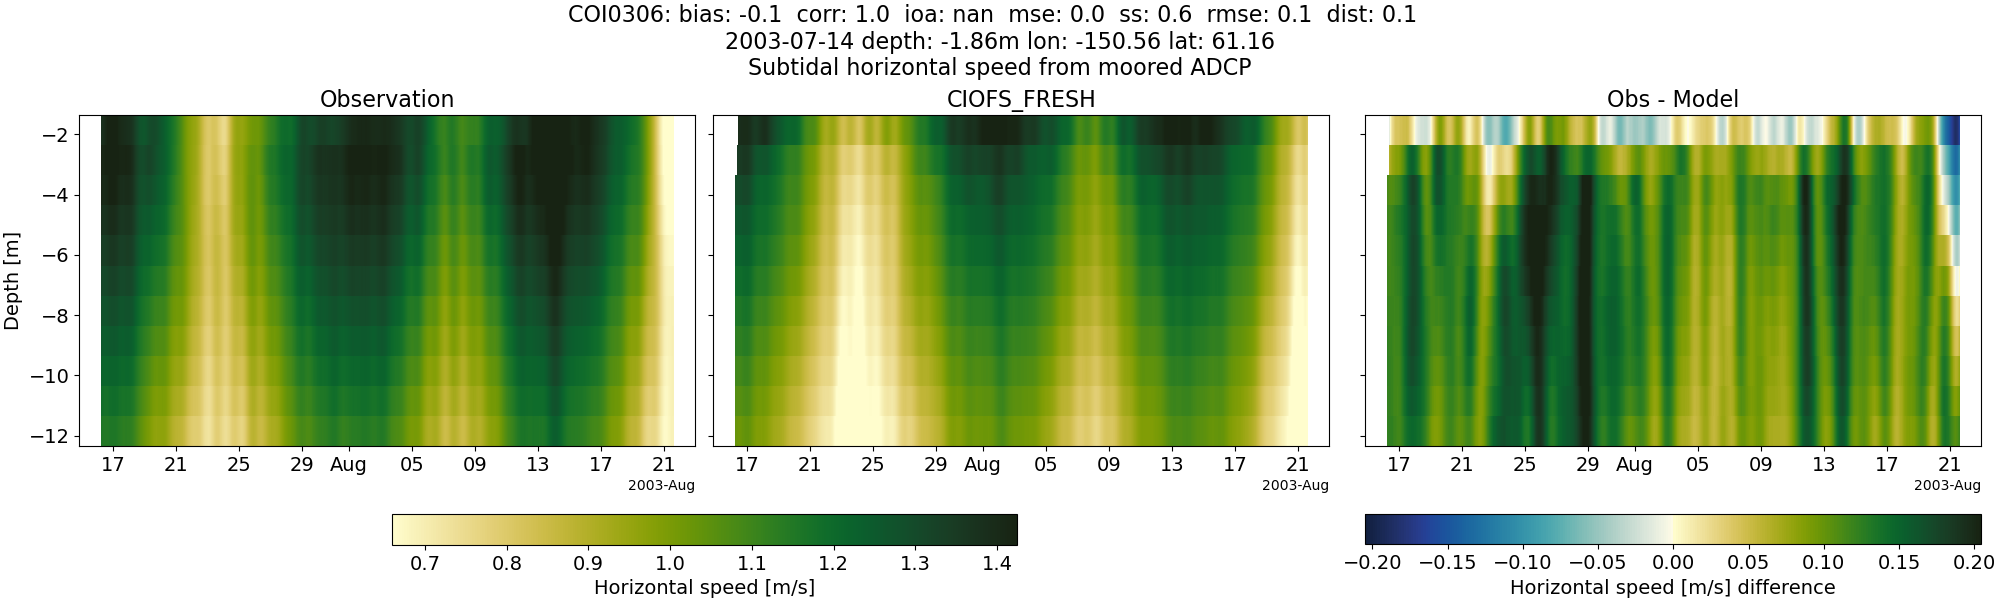 COI0306: bias: -0.1  corr: 1.0  ioa: nan  mse: 0.0  ss: 0.6  rmse: 0.1  dist: 0.1
2003-07-14 depth: -1.86m lon: -150.56 lat: 61.16
Subtidal horizontal speed from moored ADCP
Observation
CIOFS_FRESH
Obs - Model
Depth [m]
−2
−4
−6
−8
−10
−12
17 21 25 29 Aug 05 09 13 17 21
2003-Aug
17 21 25 29 Aug 05 09 13 17 21
2003-Aug
17 21 25 29 Aug 05 09 13 17 21
2003-Aug
0.7 0.8 0.9 1.0 1.1 1.2 1.3 1.4
Horizontal speed [m/s]
−0.20 −0.15 −0.10 −0.05 0.00 0.05 0.10 0.15 0.20
Horizontal speed [m/s] difference